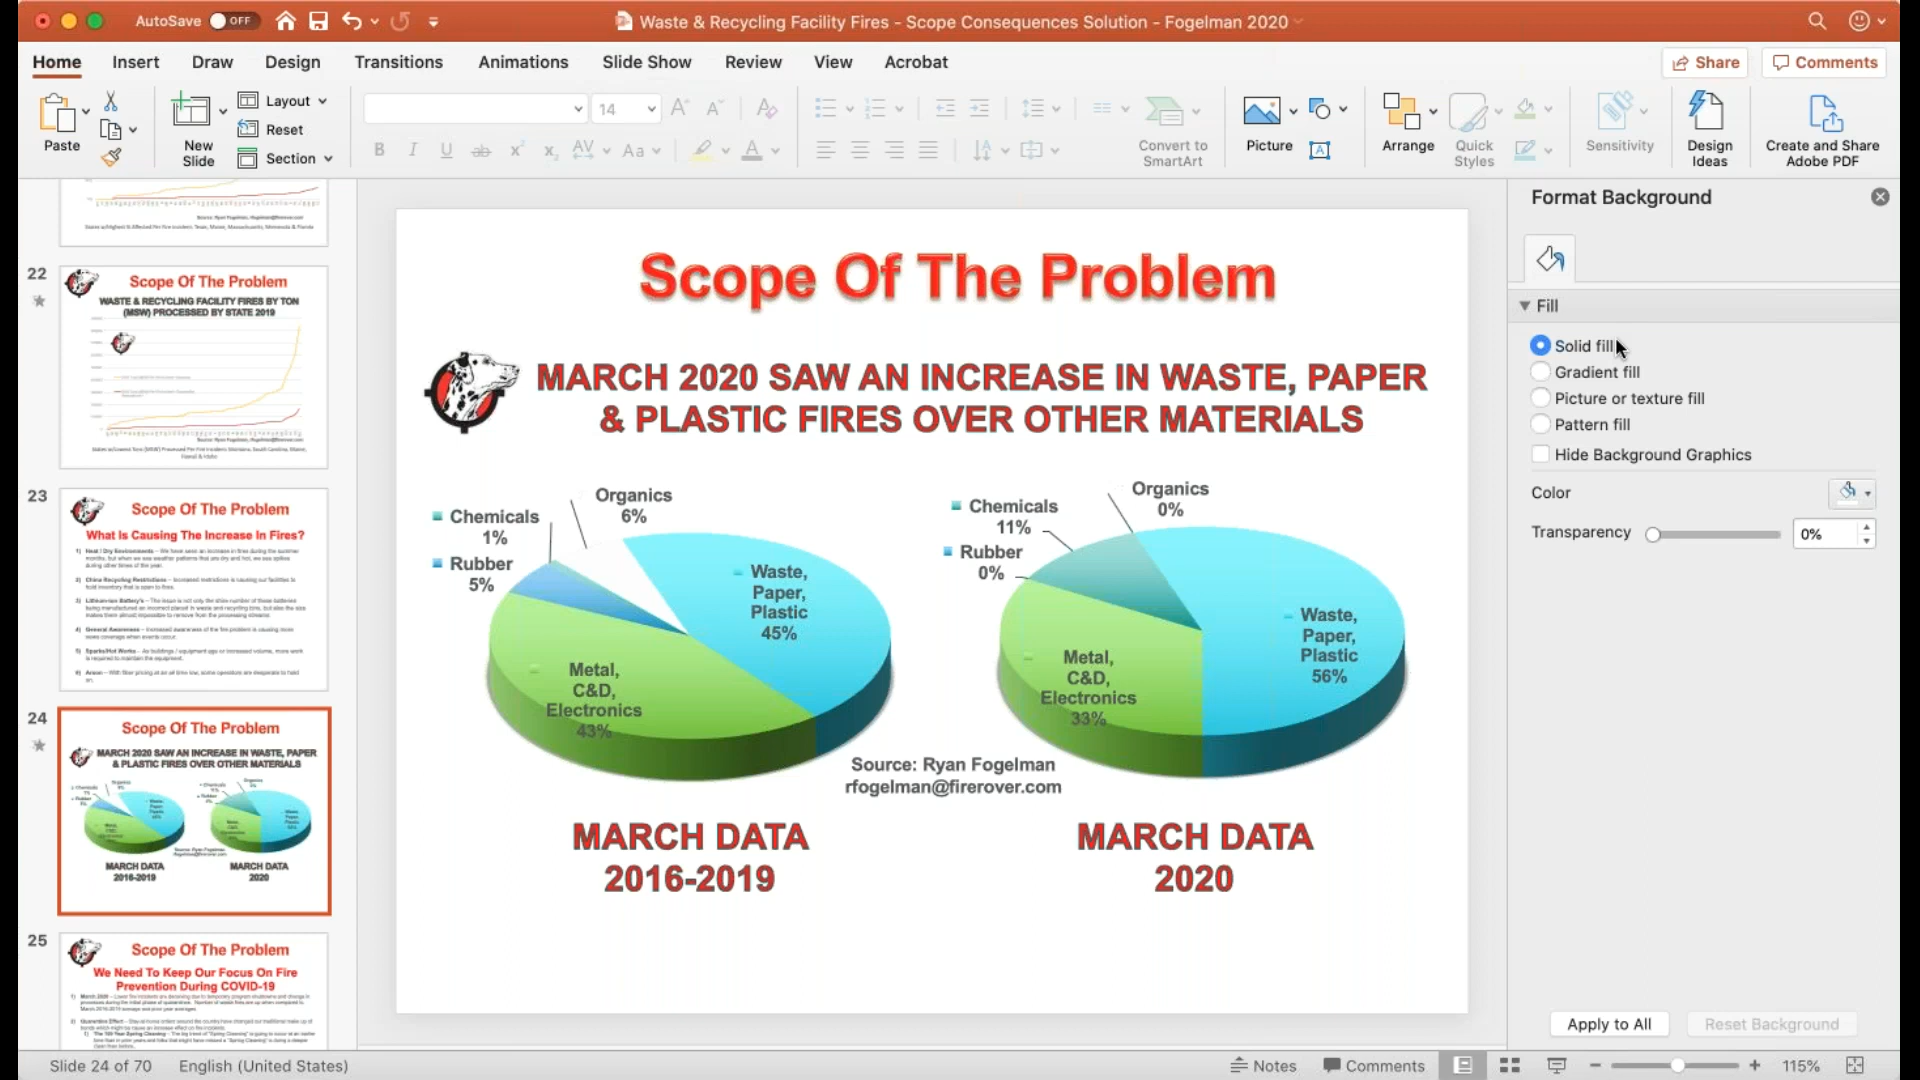 AutoSave OFF
Waste & Recycling Facility Fires - Scope Consequences Solution - Fogelman 2020
Home Insert Draw Design Transitions Animations Slide Show Review View Acrobat
Share Comments
Paste
New
Slide
Layout
Reset
Section
14
B I U ab x² x₂ AV Aa A
Convert to
SmartArt
Picture
Arrange
Quick
Styles
Sensitivity
Design
Ideas
Create and Share
Adobe PDF
22
Scope Of The Problem
WASTE & RECYCLING FACILITY FIRES BY TON
(MSW) PROCESSED BY STATE 2019
23
Scope Of The Problem
What Is Causing The Increase In Fires?
24
Scope Of The Problem
MARCH 2020 SAW AN INCREASE IN WASTE, PAPER
& PLASTIC FIRES OVER OTHER MATERIALS
MARCH DATA
2016-2019
MARCH DATA
2020
25
Scope Of The Problem
We Need To Keep Our Focus On Fire
Prevention During COVID-19
Scope Of The Problem
MARCH 2020 SAW AN INCREASE IN WASTE, PAPER
& PLASTIC FIRES OVER OTHER MATERIALS
Organics
6%
Chemicals
1%
Rubber
5%
Waste,
Paper,
Plastic
45%
Metal,
C&D,
Electronics
43%
Organics
0%
Chemicals
11%
Rubber
0%
Waste,
Paper,
Plastic
56%
Metal,
C&D,
Electronics
33%
Source: Ryan Fogelman
rfogelman@firerover.com
MARCH DATA
2016-2019
MARCH DATA
2020
Format Background
Fill
Solid fill
Gradient fill
Picture or texture fill
Pattern fill
Hide Background Graphics
Color
Transparency 0%
Apply to All Reset Background
Slide 24 of 70 English (United States) Notes Comments 115%